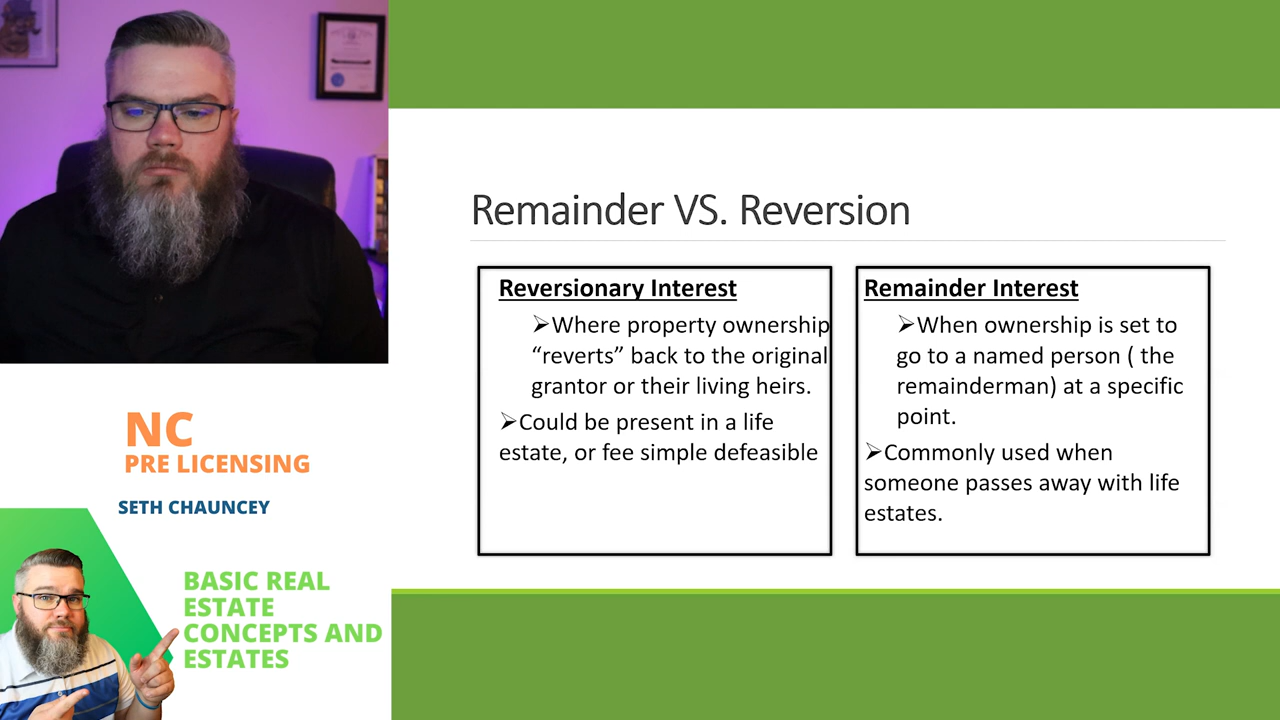 Remainder VS. Reversion
Reversionary Interest
➢Where property ownership
“reverts” back to the original
grantor or their living heirs.
➢Could be present in a life
estate, or fee simple defeasible
Remainder Interest
➢When ownership is set to
go to a named person ( the
remainderman) at a specific
point.
➢Commonly used when
someone passes away with life
estates.
NC
PRE LICENSING
SETH CHAUNCEY
BASIC REAL
ESTATE
CONCEPTS AND
ESTATES